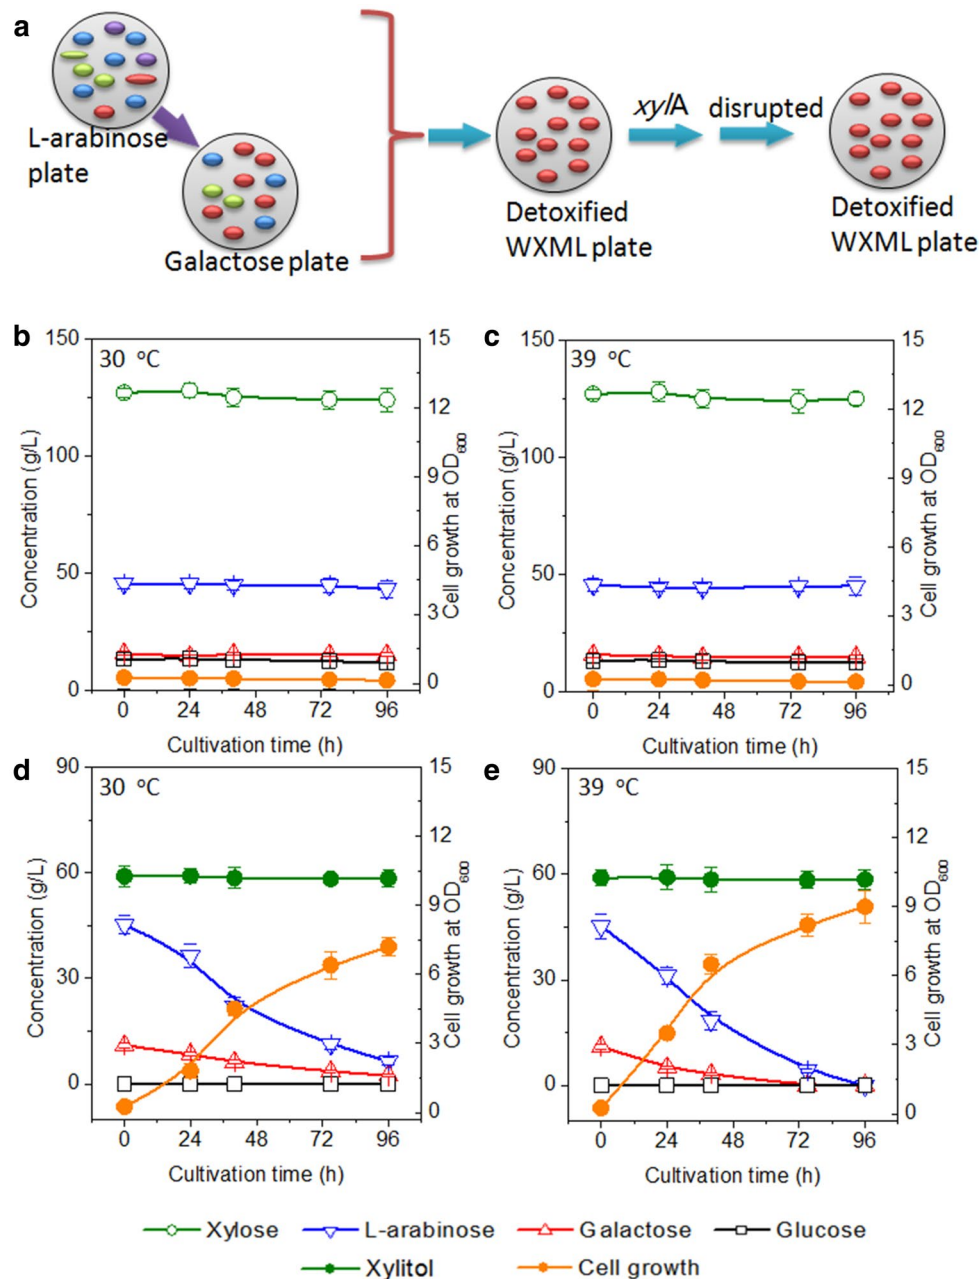 a
L-arabinose
plate
Galactose plate
Detoxified
WXML plate
xylA
disrupted
Detoxified
WXML plate
b
30 °C
150
100
50
0
Concentration (g/L)
15
12
9
6
3
0
Cell growth at OD600
0 24 48 72 96
Cultivation time (h)
c
39 °C
150
100
50
0
Concentration (g/L)
15
12
9
6
3
0
Cell growth at OD600
0 24 48 72 96
Cultivation time (h)
d
30 °C
90
60
30
0
Concentration (g/L)
15
12
9
6
3
0
Cell growth at OD600
0 24 48 72 96
Cultivation time (h)
e
39 °C
90
60
30
0
Concentration (g/L)
15
12
9
6
3
0
Cell growth at OD600
0 24 48 72 96
Cultivation time (h)
Xylose L-arabinose Galactose Glucose
Xylitol Cell growth